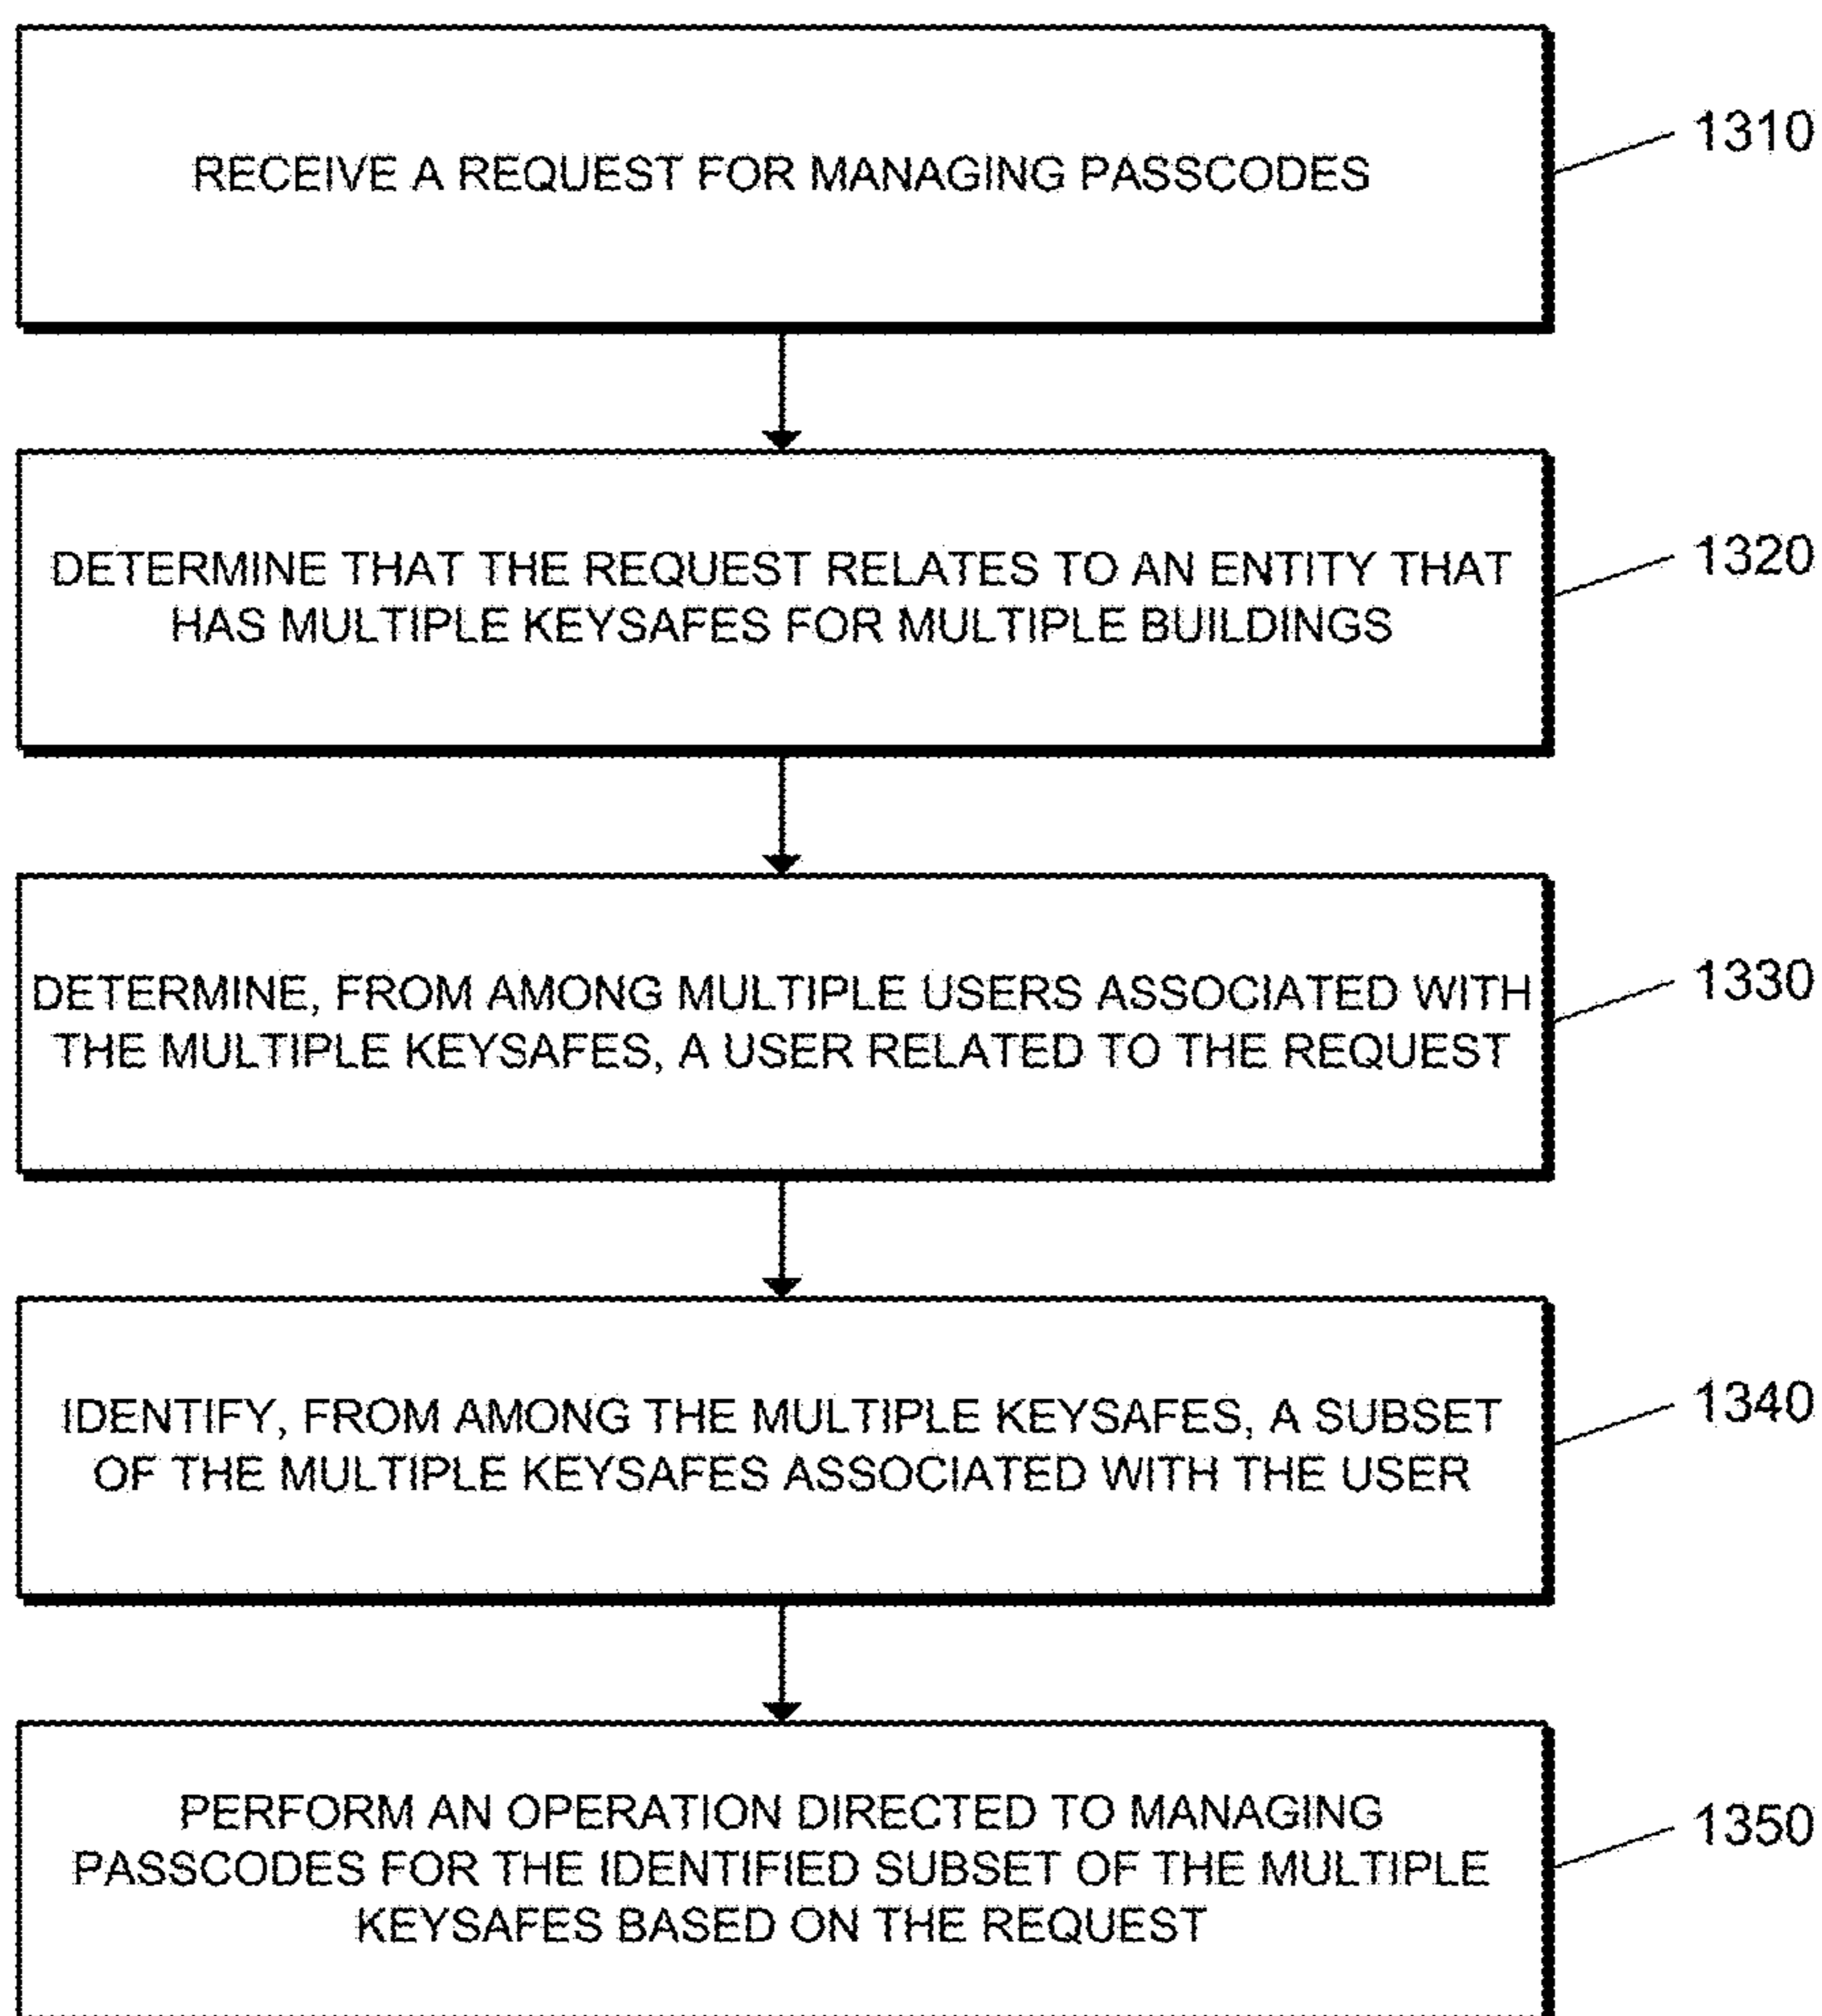 RECEIVE A REQUEST FOR MANAGING PASSCODES
1310
DETERMINE THAT THE REQUEST RELATES TO AN ENTITY THAT
HAS MULTIPLE KEYSAFES FOR MULTIPLE BUILDINGS
1320
DETERMINE, FROM AMONG MULTIPLE USERS ASSOCIATED WITH
THE MULTIPLE KEYSAFES, A USER RELATED TO THE REQUEST
1330
IDENTIFY, FROM AMONG THE MULTIPLE KEYSAFES, A SUBSET
OF THE MULTIPLE KEYSAFES ASSOCIATED WITH THE USER
1340
PERFORM AN OPERATION DIRECTED TO MANAGING
PASSCODES FOR THE IDENTIFIED SUBSET OF THE MULTIPLE
KEYSAFES BASED ON THE REQUEST
1350